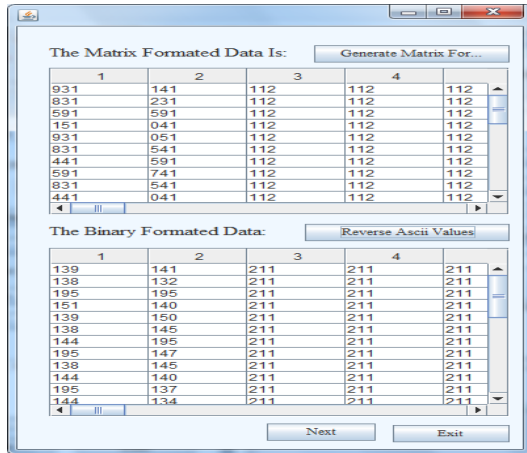 The Matrix Formated Data Is: Generate Matrix For...
1 2 3 4
931 141 112 112 112
831 231 112 112 112
591 591 112 112 112
151 041 112 112 112
931 051 112 112 112
831 541 112 112 112
441 591 112 112 112
591 741 112 112 112
831 541 112 112 112
441 041 112 112 112
The Binary Formated Data: Reverse Ascii Values
1 2 3 4
139 141 211 211 211
138 132 211 211 211
195 195 211 211 211
151 140 211 211 211
139 150 211 211 211
138 145 211 211 211
144 195 211 211 211
195 147 211 211 211
138 145 211 211 211
144 140 211 211 211
195 137 211 211 211
144 134 211 211 211
Next Exit